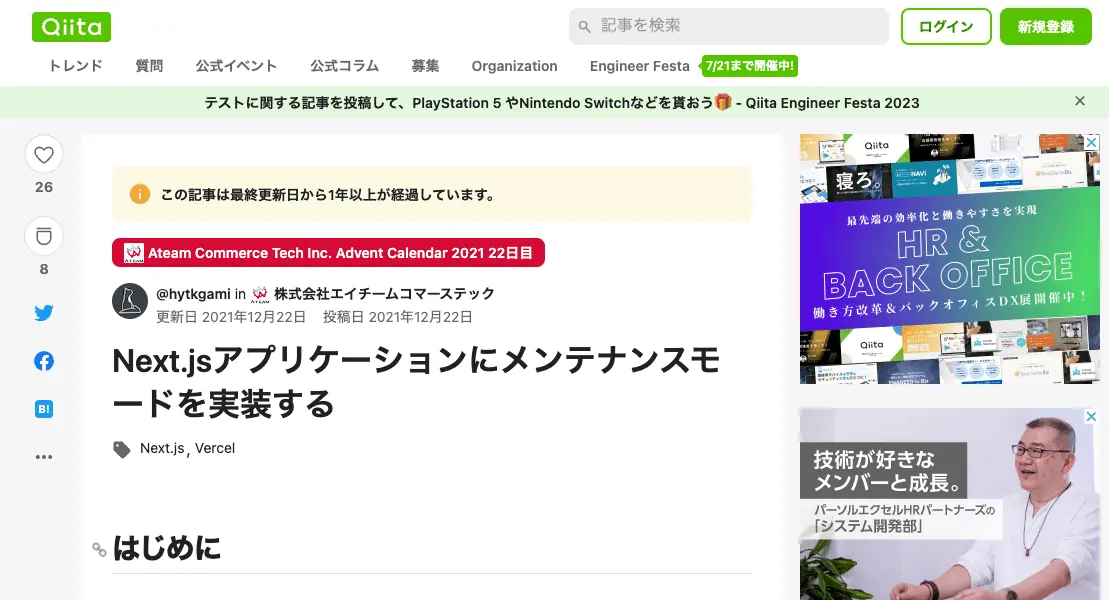 Qiita
記事を検索
ログイン
新規登録
トレンド
質問
公式イベント
公式コラム
募集
Organization
Engineer Festa
7/21まで開催中!
テストに関する記事を投稿して、PlayStation 5 やNintendo Switchなどを貰おう🎁 - Qiita Engineer Festa 2023
26
8
B!
この記事は最終更新日から1年以上が経過しています。
Ateam Commerce Tech Inc. Advent Calendar 2021 22日目
@hytkgami in 株式会社エイチームコマーステック
更新日 2021年12月22日 投稿日 2021年12月22日
Next.jsアプリケーションにメンテナンスモ
ードを実装する
Next.js, Vercel
はじめに
Qiita
寝ろ。
NAVI
最先端の効率化と働きやすさを実現
HR &
BACK OFFICE
働き方改革&バックオフィスDX展開催中!
Qiita
技術が好きな
メンバーと成長。
パーソルエクセルHRパートナーズの
「システム開発部」